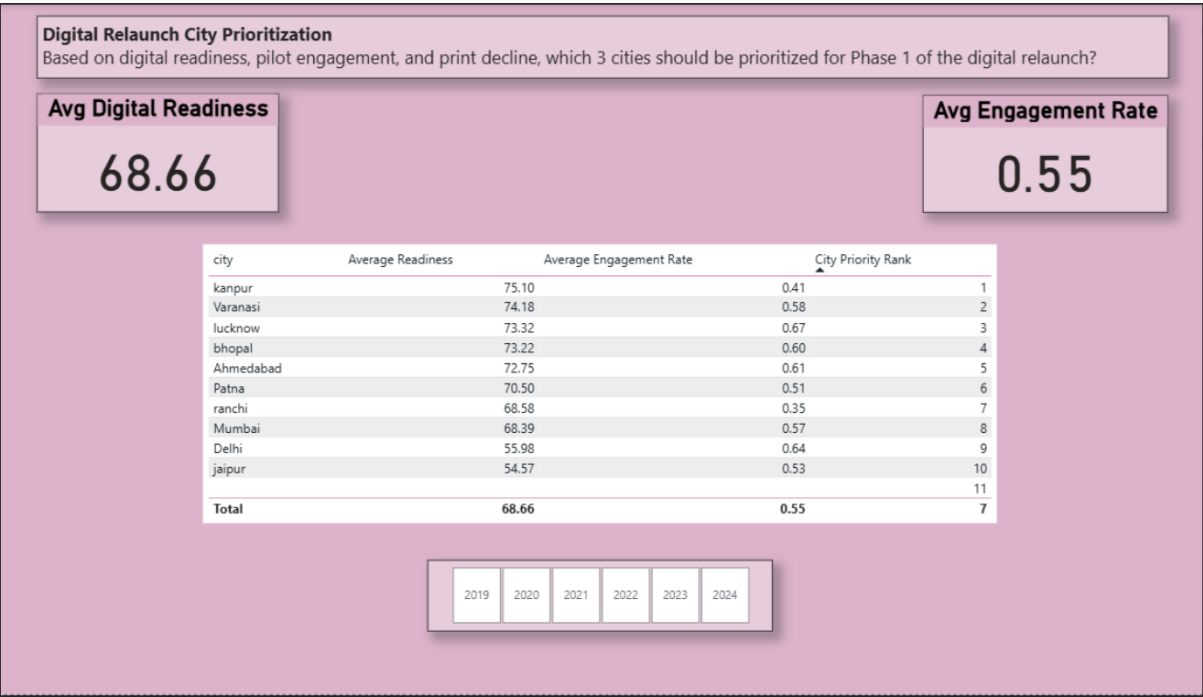 Digital Relaunch City Prioritization
Based on digital readiness, pilot engagement, and print decline, which 3 cities should be prioritized for Phase 1 of the digital relaunch?
Avg Digital Readiness
68.66
Avg Engagement Rate
0.55
city Average Readiness Average Engagement Rate City Priority Rank
kanpur 75.10 0.41 1
Varanasi 74.18 0.58 2
lucknow 73.32 0.67 3
bhopal 73.22 0.60 4
Ahmedabad 72.75 0.61 5
Patna 70.50 0.51 6
ranchi 68.58 0.35 7
Mumbai 68.39 0.57 8
Delhi 55.98 0.64 9
jaipur 54.57 0.53 10
11
Total 68.66 0.55 7
2019 2020 2021 2022 2023 2024